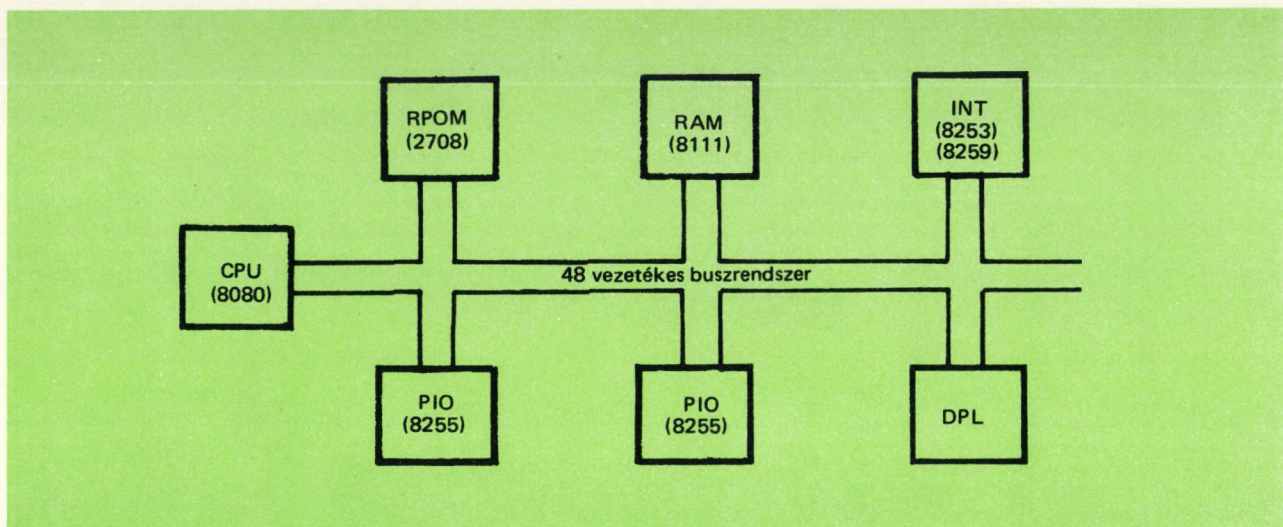 RPOM
(2708)
RAM
(8111)
INT
(8253)
(8259)
CPU
(8080)
48 vezetékes buszrendszer
PIO
(8255)
PIO
(8255)
DPL